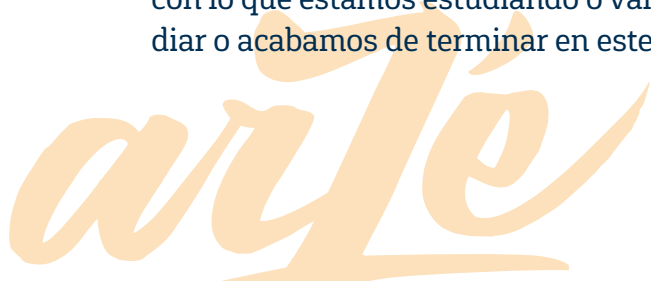 con lo que estamos estudiando o
diar o acabamos de terminar en este
arTé